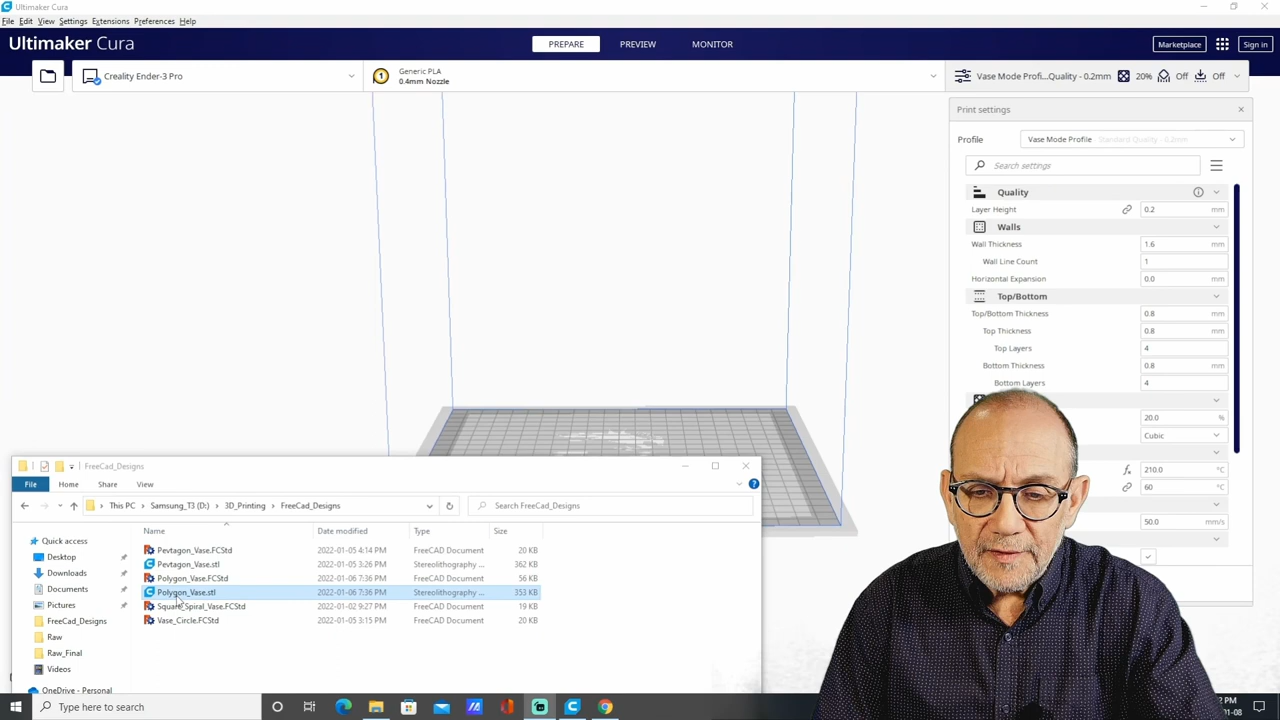 Ultimaker Cura
File Edit View Settings Extensions Preferences Help
Ultimaker Cura
PREPARE
PREVIEW
MONITOR
Marketplace
Sign in
Creality Ender-3 Pro
1
Generic PLA
0.4mm Nozzle
Vase Mode Profi...Quality - 0.2mm
20%
Off
Off
Print settings
Profile
Vase Mode Profile Standard Quality - 0.2mm
Search settings
Quality
Layer Height
0.2 mm
Walls
Wall Thickness
1.6 mm
Wall Line Count
1
Horizontal Expansion
0.0 mm
Top/Bottom
Top/Bottom Thickness
0.8 mm
Top Thickness
0.8 mm
Top Layers
4
Bottom Thickness
0.8 mm
Bottom Layers
4
20.0 %
Cubic
210.0 °C
60 °C
50.0 mm/s
FreeCad_Designs
File Home Share View
This PC > Samsung_T3 (D:) > 3D_Printing > FreeCad_Designs
Search FreeCad_Designs
Name Date modified Type Size
Quick access
Desktop
Downloads
Documents
Pictures
FreeCad_Designs
Raw
Raw_Final
Videos
OneDrive - Personal
Pevtagon_Vase.FCStd 2022-01-05 4:14 PM FreeCAD Document 20 KB
Pevtagon_Vase.stl 2022-01-05 3:26 PM Stereolithography ... 362 KB
Polygon_Vase.FCStd 2022-01-06 7:36 PM FreeCAD Document 56 KB
Polygon_Vase.stl 2022-01-06 7:36 PM Stereolithography ... 353 KB
Square_Spiral_Vase.FCStd 2022-01-02 9:27 PM FreeCAD Document 19 KB
Vase_Circle.FCStd 2022-01-05 3:15 PM FreeCAD Document 20 KB
Type here to search
2 PM
01-08